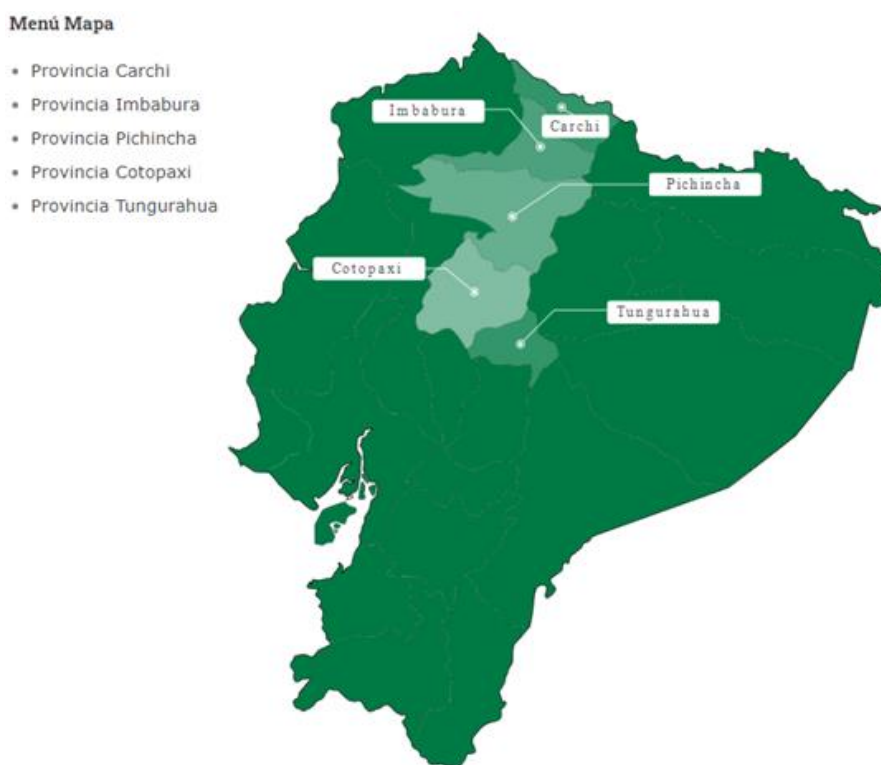 Menú Mapa
Provincia Carchi
Provincia Imbabura
Provincia Pichincha
Provincia Cotopaxi
Provincia Tungurahua
Imbabura
Carchi
Pichincha
Cotopaxi
Tungurahua